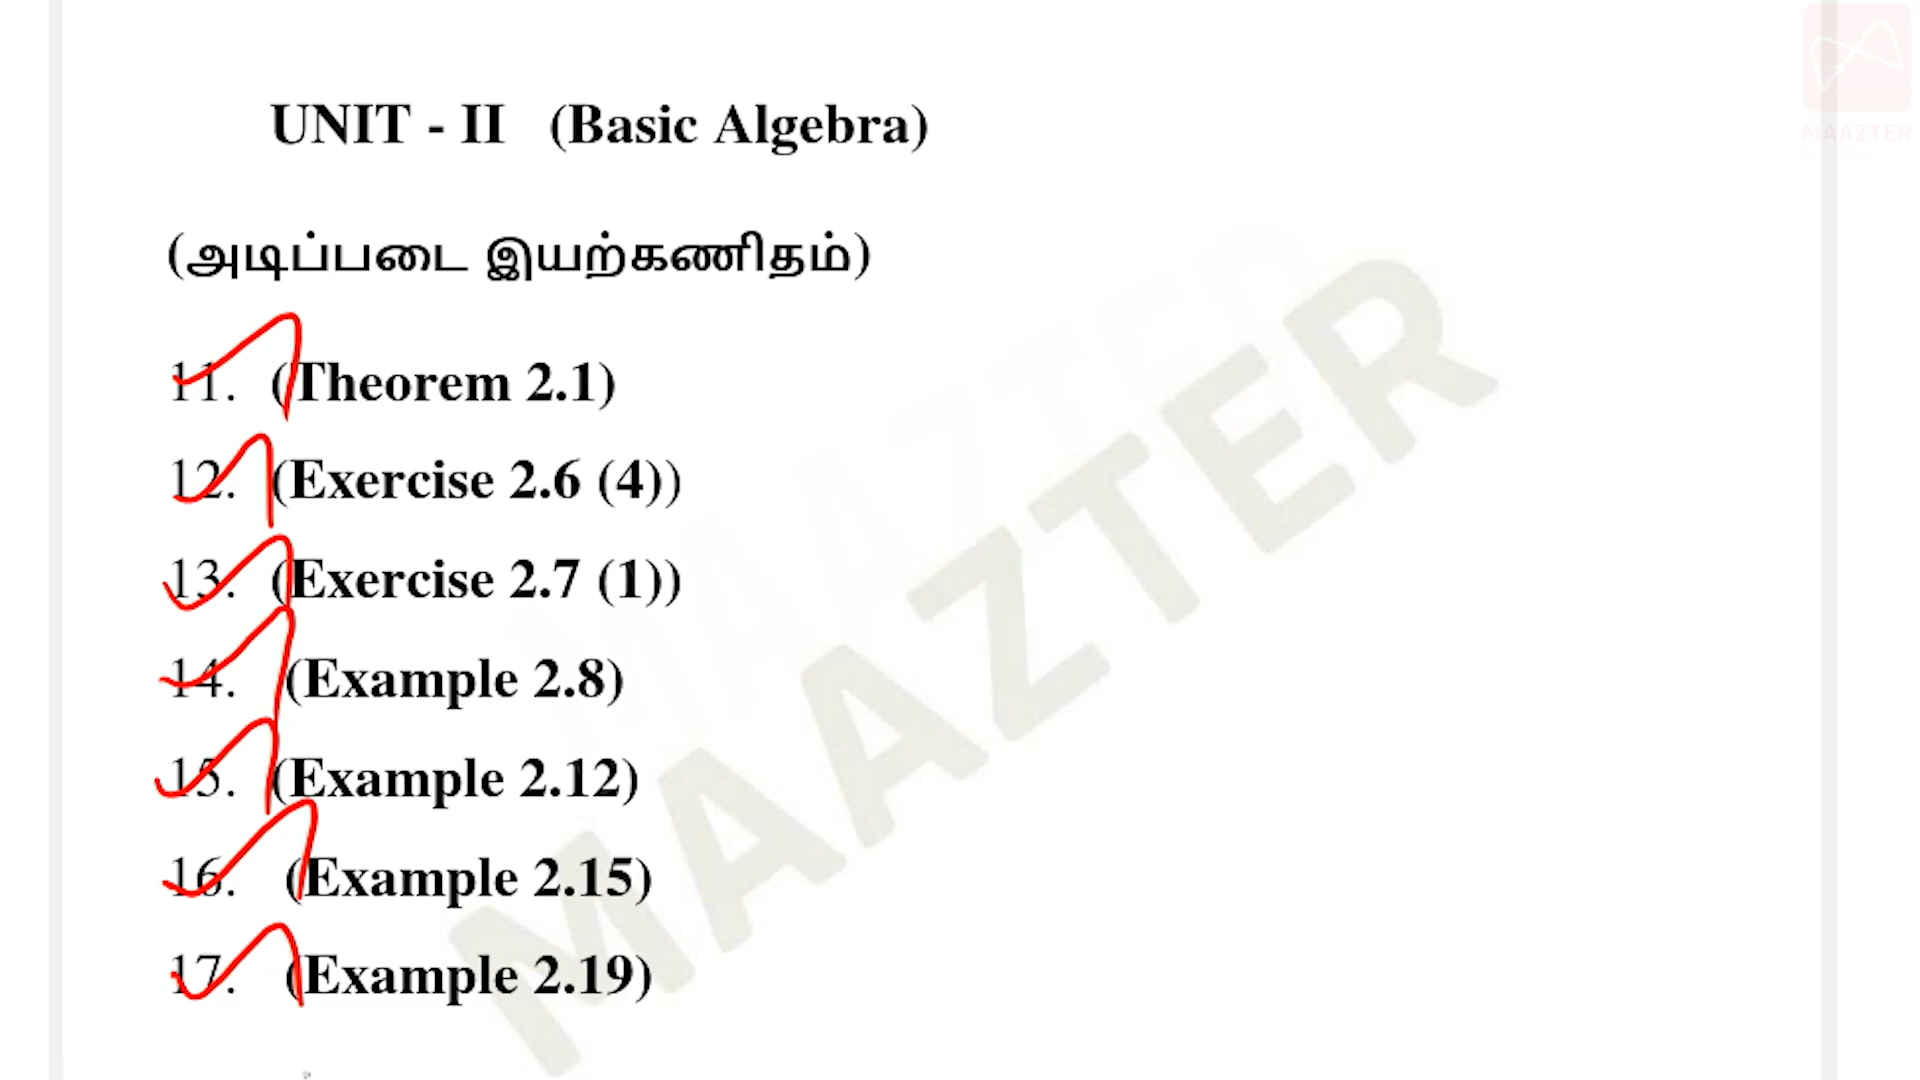 MAAZTER
UNIT - II (Basic Algebra)
(அடிப்படை இயற்கணிதம்)
11. (Theorem 2.1)
12. (Exercise 2.6 (4))
13. (Exercise 2.7 (1))
14. (Example 2.8)
15. (Example 2.12)
16. (Example 2.15)
17. (Example 2.19)
MAAZTER